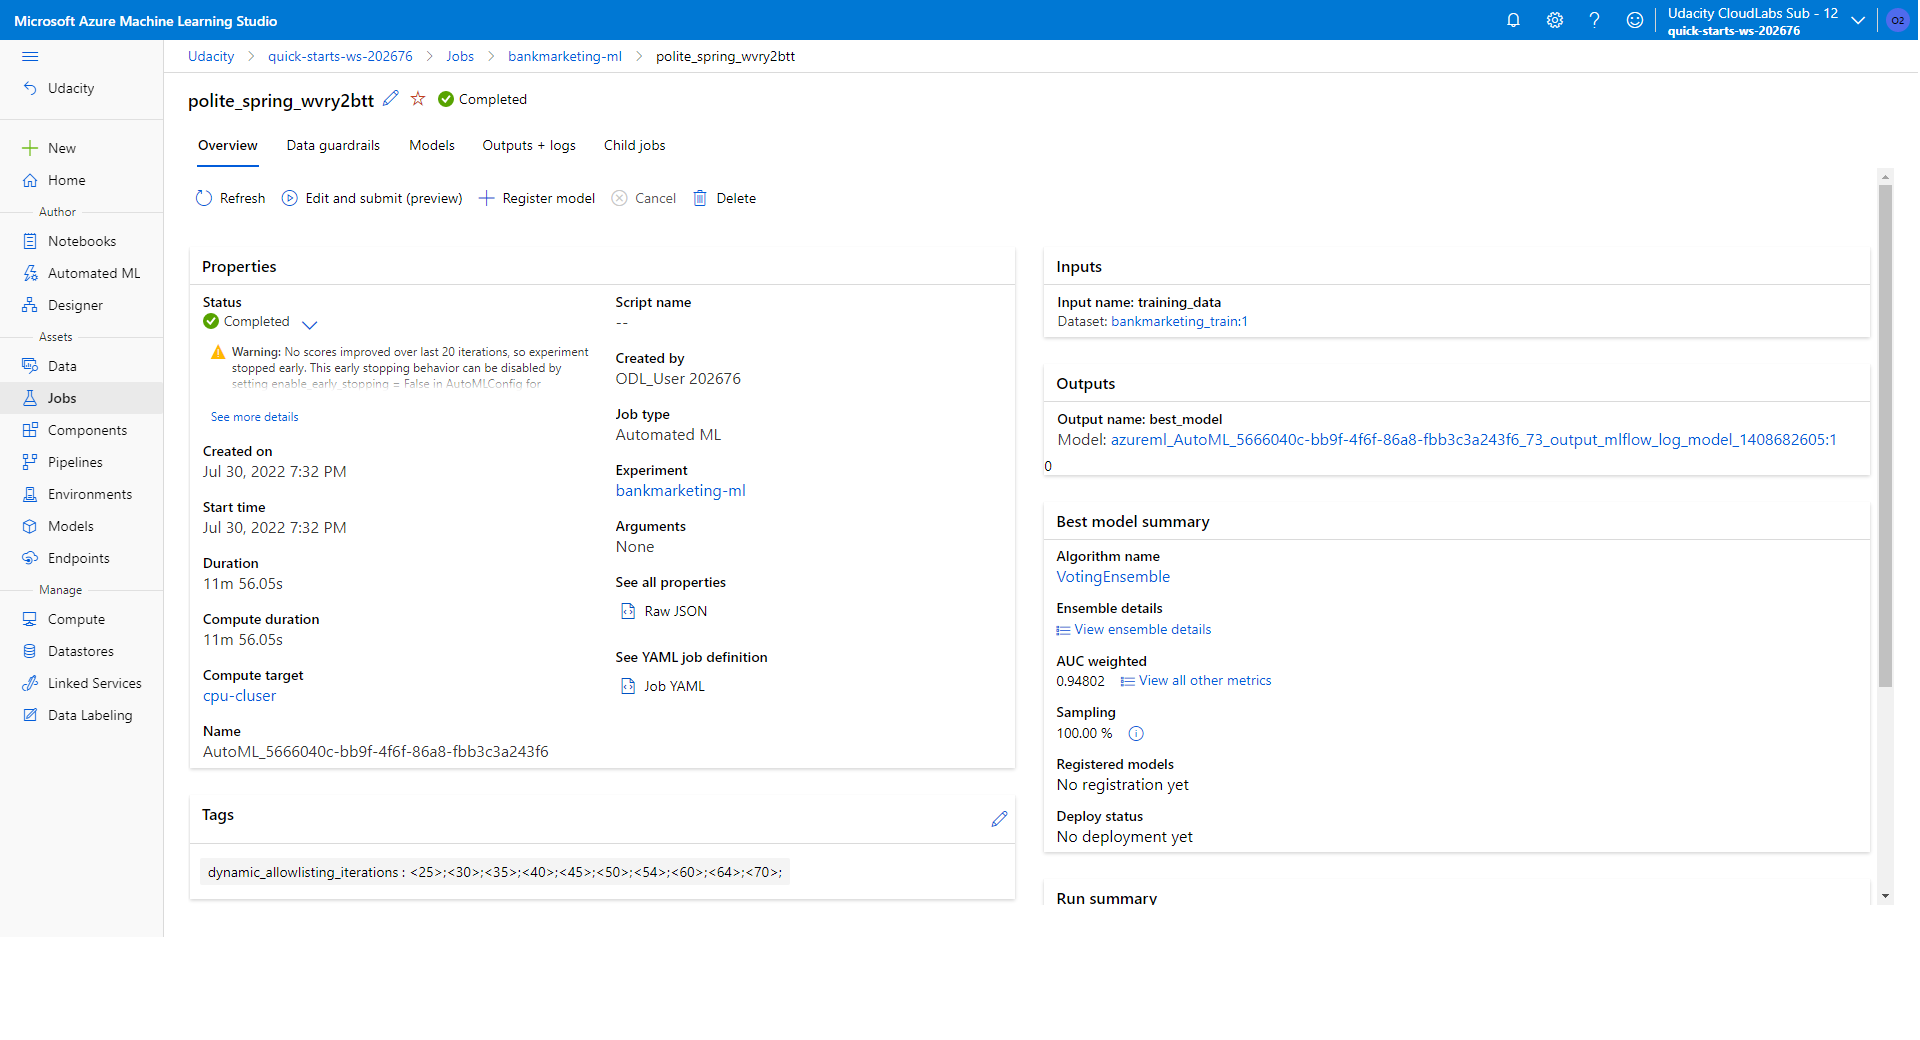 Microsoft Azure Machine Learning Studio
Udacity CloudLabs Sub - 12
quick-starts-ws-202676
O2
Udacity
New
Home
Author
Notebooks
Automated ML
Designer
Assets
Data
Jobs
Components
Pipelines
Environments
Models
Endpoints
Manage
Compute
Datastores
Linked Services
Data Labeling
Udacity > quick-starts-ws-202676 > Jobs > bankmarketing-ml > polite_spring_wvry2btt
polite_spring_wvry2btt Completed
Overview Data guardrails Models Outputs + logs Child jobs
Refresh Edit and submit (preview) Register model Cancel Delete
Properties
Status
Completed
Warning: No scores improved over last 20 iterations, so experiment
stopped early. This early stopping behavior can be disabled by
setting enable_early_stopping = False in AutoMLConfig for
See more details
Created on
Jul 30, 2022 7:32 PM
Start time
Jul 30, 2022 7:32 PM
Duration
11m 56.05s
Compute duration
11m 56.05s
Compute target
cpu-cluser
Name
AutoML_5666040c-bb9f-4f6f-86a8-fbb3c3a243f6
Script name
--
Created by
ODL_User 202676
Job type
Automated ML
Experiment
bankmarketing-ml
Arguments
None
See all properties
Raw JSON
See YAML job definition
Job YAML
Tags
dynamic_allowlisting_iterations : <25>;<30>;<35>;<40>;<45>;<50>;<54>;<60>;<64>;<70>;
Inputs
Input name: training_data
Dataset: bankmarketing_train:1
Outputs
Output name: best_model
Model: azureml_AutoML_5666040c-bb9f-4f6f-86a8-fbb3c3a243f6_73_output_mlflow_log_model_1408682605:1
0
Best model summary
Algorithm name
VotingEnsemble
Ensemble details
View ensemble details
AUC weighted
0.94802 View all other metrics
Sampling
100.00 %
Registered models
No registration yet
Deploy status
No deployment yet
Run summary